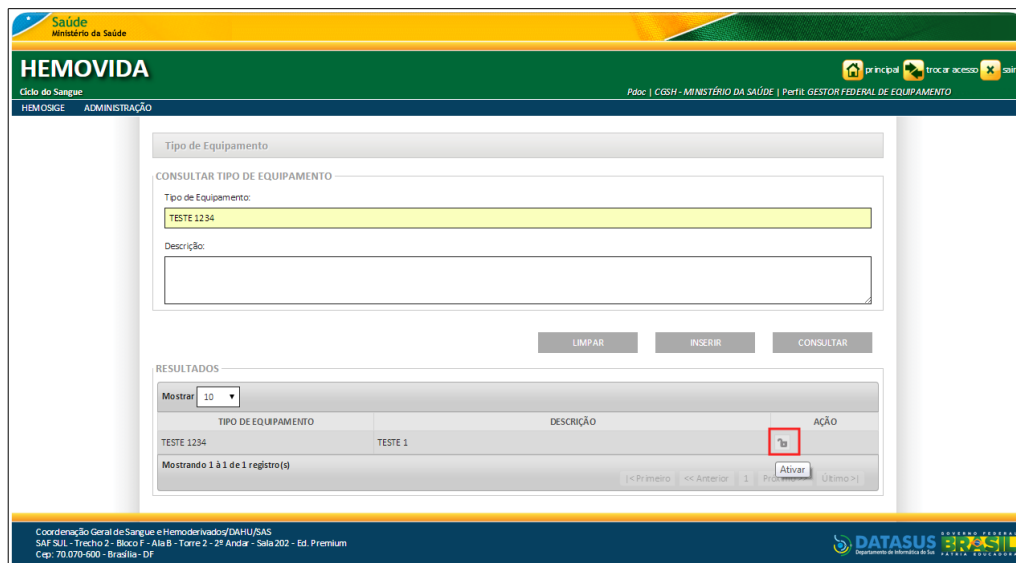 Saúde
Ministério da Saúde
HEMOVIDA
Ciclo do Sangue
principal trocar acesso x sair
Pdoc | CGSH - MINISTÉRIO DA SAÚDE | Perfil: GESTOR FEDERAL DE EQUIPAMENTO
HEMOSIGE ADMINISTRAÇÃO
Tipo de Equipamento
CONSULTAR TIPO DE EQUIPAMENTO
Tipo de Equipamento:
TESTE 1234
Descrição:
LIMPAR INSERIR CONSULTAR
RESULTADOS
Mostrar 10
TIPO DE EQUIPAMENTO DESCRIÇÃO AÇÃO
TESTE 1234 TESTE 1
Mostrando 1 à 1 de 1 registro(s)
Ativar
|< Primeiro << Anterior 1 Último >|
Coordenação Geral de Sangue e Hemoderivados/DAHU/SAS
SAF SUL - Trecho 2 - Bloco F - Ala B - Torre 2 - 2º Andar - Sala 202 - Ed. Premium
Cep: 70.070-600 - Brasília - DF
DATASUS
Departamento de Informática do Sus
GOVERNO FEDERAL
BRASIL
PÁTRIA EDUCADORA